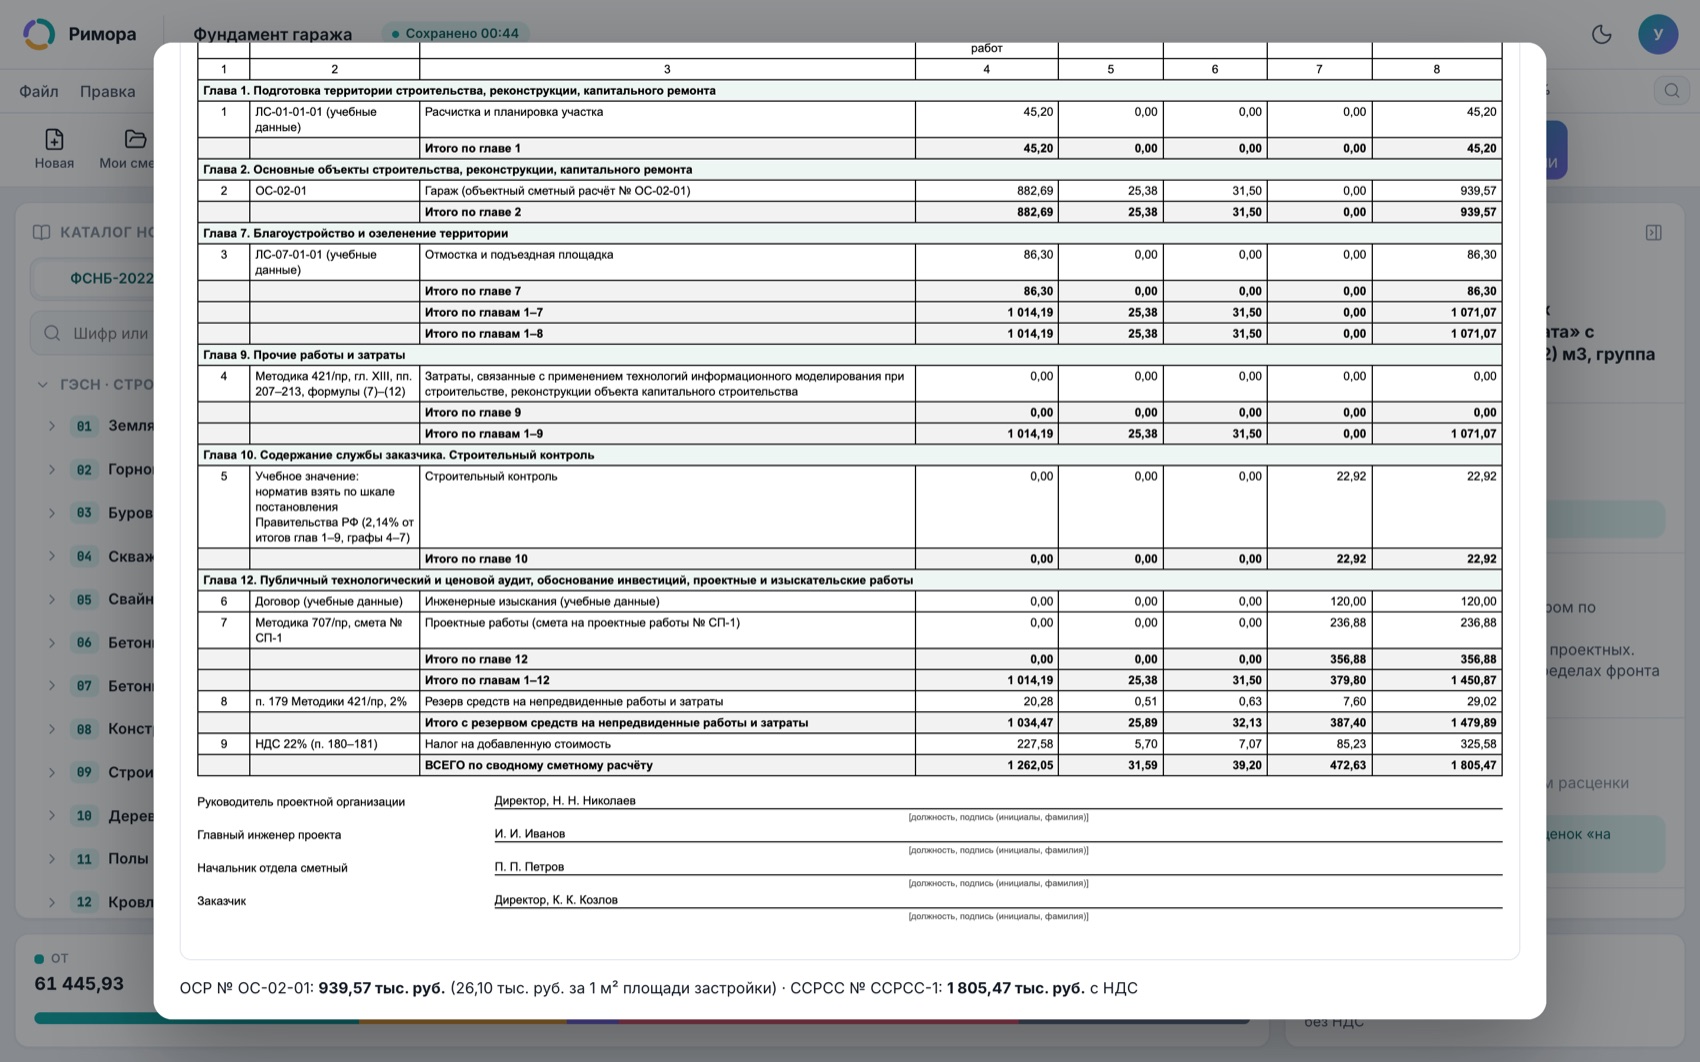 Римора
Фундамент гаража
Сохранено 00:44
У
Файл
Правка
Новая
Мои сме
КАТАЛОГ НО
ФСНБ-2022
Шифр или
ГЭСН · СТРО
01 Земля
02 Горно
03 Буров
04 Скваж
05 Свайн
06 Бетон
07 Бетон
08 Конст
09 Строи
10 Дерев
11 Полы
12 Кровл
работ
1 2 3 4 5 6 7 8
Глава 1. Подготовка территории строительства, реконструкции, капитального ремонта
1 ЛС-01-01-01 (учебные Расчистка и планировка участка 45,20 0,00 0,00 0,00 45,20
данные)
Итого по главе 1 45,20 0,00 0,00 0,00 45,20
Глава 2. Основные объекты строительства, реконструкции, капитального ремонта
2 ОС-02-01 Гараж (объектный сметный расчёт № ОС-02-01) 882,69 25,38 31,50 0,00 939,57
Итого по главе 2 882,69 25,38 31,50 0,00 939,57
Глава 7. Благоустройство и озеленение территории
3 ЛС-07-01-01 (учебные Отмостка и подъездная площадка 86,30 0,00 0,00 0,00 86,30
данные)
Итого по главе 7 86,30 0,00 0,00 0,00 86,30
Итого по главам 1–7 1 014,19 25,38 31,50 0,00 1 071,07
Итого по главам 1–8 1 014,19 25,38 31,50 0,00 1 071,07
Глава 9. Прочие работы и затраты
4 Методика 421/пр, гл. XIII, пп. Затраты, связанные с применением технологий информационного моделирования при 0,00 0,00 0,00 0,00 0,00
207–213, формулы (7)–(12) строительстве, реконструкции объекта капитального строительства
Итого по главе 9 0,00 0,00 0,00 0,00 0,00
Итого по главам 1–9 1 014,19 25,38 31,50 0,00 1 071,07
Глава 10. Содержание службы заказчика. Строительный контроль
5 Учебное значение: Строительный контроль 0,00 0,00 0,00 22,92 22,92
норматив взять по шкале
постановления
Правительства РФ (2,14% от
итогов глав 1–9, графы 4–7)
Итого по главе 10 0,00 0,00 0,00 22,92 22,92
Глава 12. Публичный технологический и ценовой аудит, обоснование инвестиций, проектные и изыскательские работы
6 Договор (учебные данные) Инженерные изыскания (учебные данные) 0,00 0,00 0,00 120,00 120,00
7 Методика 707/пр, смета № Проектные работы (смета на проектные работы № СП-1) 0,00 0,00 0,00 236,88 236,88
СП-1
Итого по главе 12 0,00 0,00 0,00 356,88 356,88
Итого по главам 1–12 1 014,19 25,38 31,50 379,80 1 450,87
8 п. 179 Методики 421/пр, 2% Резерв средств на непредвиденные работы и затраты 20,28 0,51 0,63 7,60 29,02
Итого с резервом средств на непредвиденные работы и затраты 1 034,47 25,89 32,13 387,40 1 479,89
9 НДС 22% (п. 180–181) Налог на добавленную стоимость 227,58 5,70 7,07 85,23 325,58
ВСЕГО по сводному сметному расчёту 1 262,05 31,59 39,20 472,63 1 805,47
Руководитель проектной организации Директор, Н. Н. Николаев
[должность, подпись (инициалы, фамилия)]
Главный инженер проекта И. И. Иванов
[должность, подпись (инициалы, фамилия)]
Начальник отдела сметный П. П. Петров
[должность, подпись (инициалы, фамилия)]
Заказчик Директор, К. К. Козлов
[должность, подпись (инициалы, фамилия)]
ОСР № ОС-02-01: 939,57 тыс. руб. (26,10 тыс. руб. за 1 м² площади застройки) · ССРСС № ССРСС-1: 1 805,47 тыс. руб. с НДС
ата» с
2) м3, группа
ом по
проектных.
еделах фронта
м расценки
ценок «на
ОТ
61 445,93
без НДС